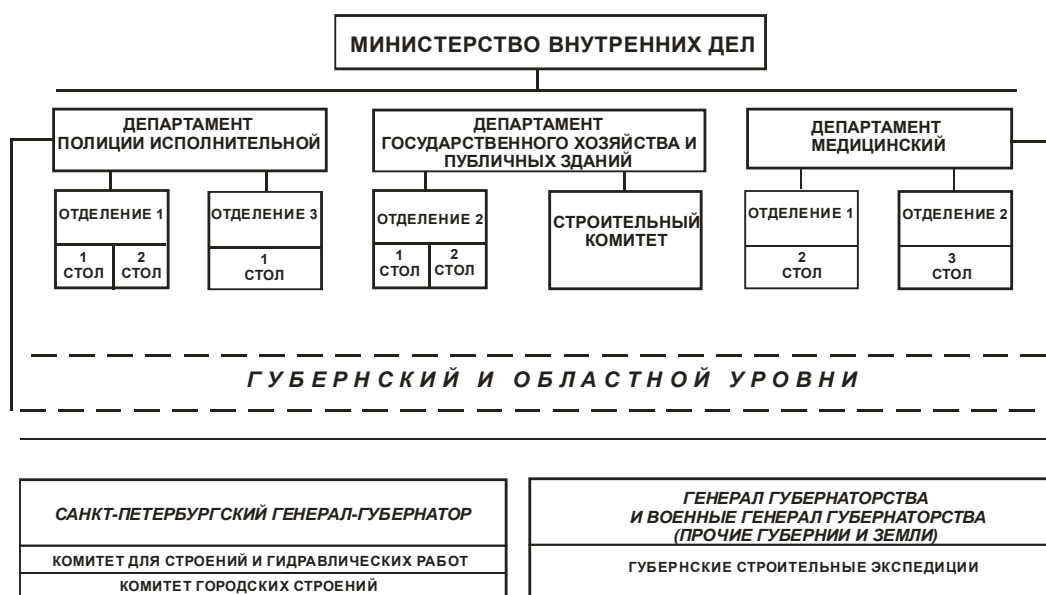 МИНИСТЕРСТВО ВНУТРЕННИХ ДЕЛ
ДЕПАРТАМЕНТ
ПОЛИЦИИ ИСПОЛНИТЕЛЬНОЙ
ДЕПАРТАМЕНТ
ГОСУДАРСТВЕННОГО ХОЗЯЙСТВА И
ПУБЛИЧНЫХ ЗДАНИЙ
ДЕПАРТАМЕНТ
МЕДИЦИНСКИЙ
ОТДЕЛЕНИЕ 1
1
СТОЛ
2
СТОЛ
ОТДЕЛЕНИЕ 3
1
СТОЛ
ОТДЕЛЕНИЕ 2
1
СТОЛ
2
СТОЛ
СТРОИТЕЛЬНЫЙ
КОМИТЕТ
ОТДЕЛЕНИЕ 1
2
СТОЛ
ОТДЕЛЕНИЕ 2
3
СТОЛ
ГУБЕРНСКИЙ И ОБЛАСТНОЙ УРОВНИ
САНКТ-ПЕТЕРБУРГСКИЙ ГЕНЕРАЛ-ГУБЕРНАТОР
КОМИТЕТ ДЛЯ СТРОЕНИЙ И ГИДРАВЛИЧЕСКИХ РАБОТ
КОМИТЕТ ГОРОДСКИХ СТРОЕНИЙ
ГЕНЕРАЛ ГУБЕРНАТОРСТВА
И ВОЕННЫЕ ГЕНЕРАЛ ГУБЕРНАТОРСТВА
(ПРОЧИЕ ГУБЕРНИИ И ЗЕМЛИ)
ГУБЕРНСКИЕ СТРОИТЕЛЬНЫЕ ЭКСПЕДИЦИИ